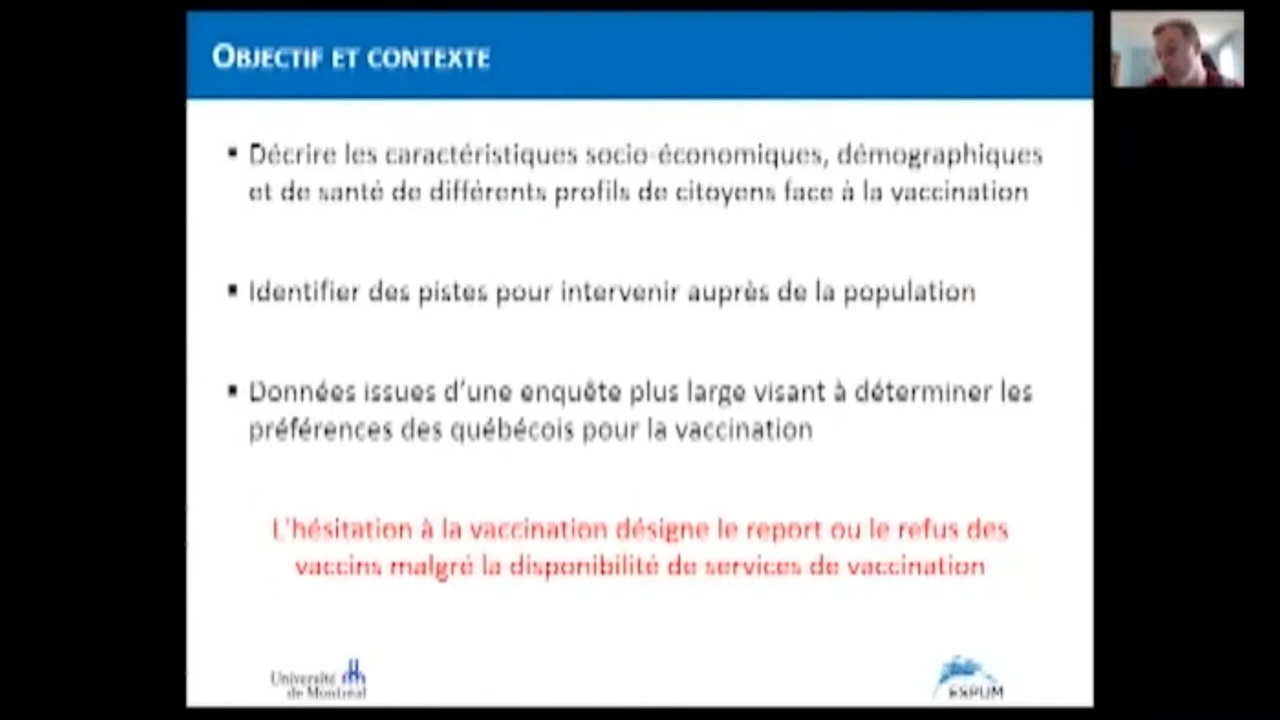 OBJECTIF ET CONTEXTE
▪ Décrire les caractéristiques socio-économiques, démographiques
et de santé de différents profils de citoyens face à la vaccination
▪ Identifier des pistes pour intervenir auprès de la population
▪ Données issues d'une enquête plus large visant à déterminer les
préférences des québécois pour la vaccination
L'hésitation à la vaccination désigne le report ou le refus des
vaccins malgré la disponibilité de services de vaccination
Université
de Montréal
ESPUM